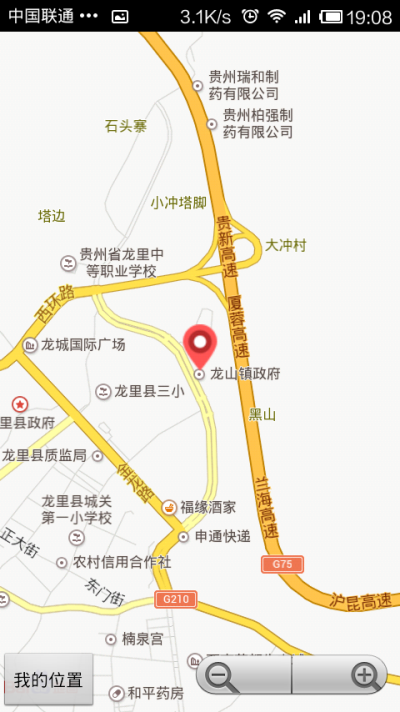 中国联通 ••• 3.1K/s 19:08
贵州瑞和制
药有限公司
贵州柏强制
药有限公司
石头寨
小冲塔脚
塔边
贵新高速
大冲村
贵州省龙里中
等职业学校
西环路
厦蓉高速
龙城国际广场
龙山镇政府
龙里县三小
黑山
里县政府
龙里县质监局
金龙路
兰海高速
龙里县城关
第一小学校
福缘酒家
申通快递
正大街
农村信用合作社
G75
东门街
G210
沪昆高速
楠泉宫
我的位置
和平药房